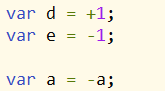 var d = +1;
var e = -1;
var a = -a;